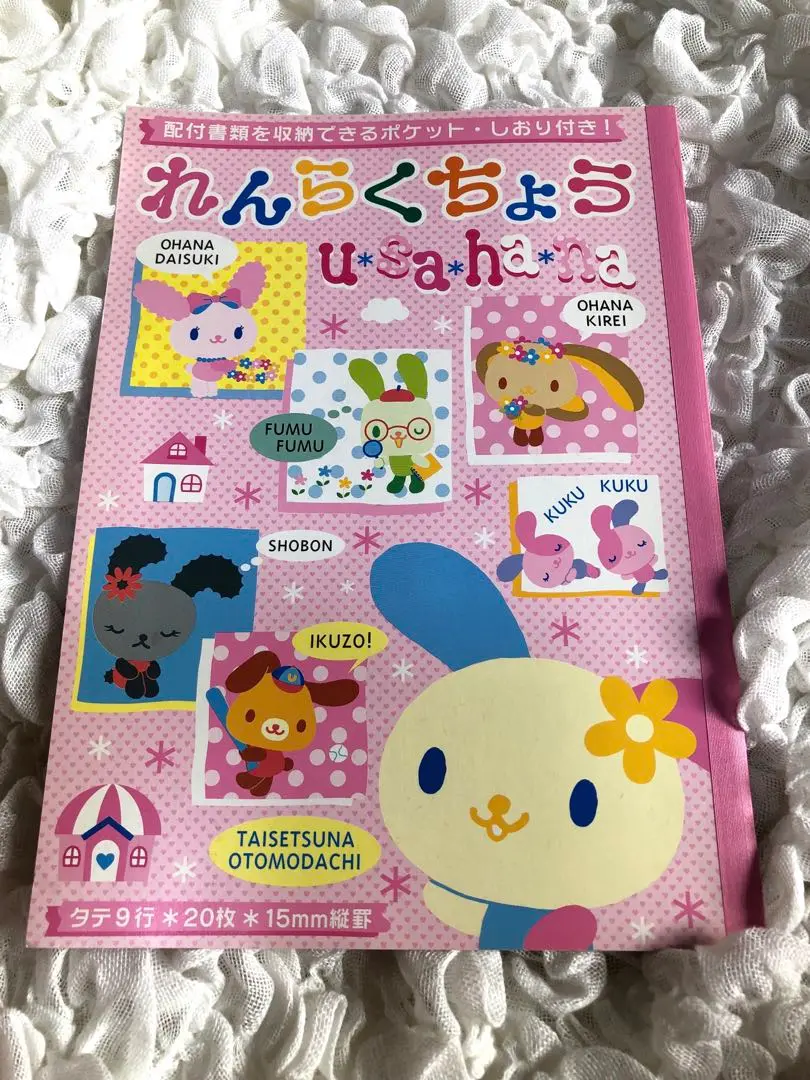 配付書類を収納できるポケット・しおり付き!
れんらくちょう
u*sa*ha*na
OHANA
DAISUKI
OHANA
KIREI
FUMU
FUMU
KUKU KUKU
SHOBON
IKUZO!
TAISETSUNA
OTOMODACHI
タテ9行*20枚*15mm縦罫